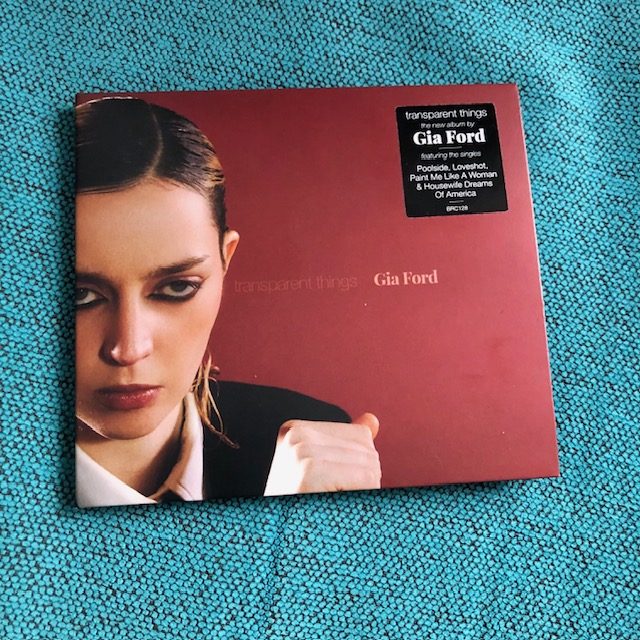 transparent things
the new album by
Gia Ford
featuring the singles
Poolside, Loveshot,
Paint Me Like A Woman
& Housewife Dreams
Of America
BRC128
transparent things Gia Ford